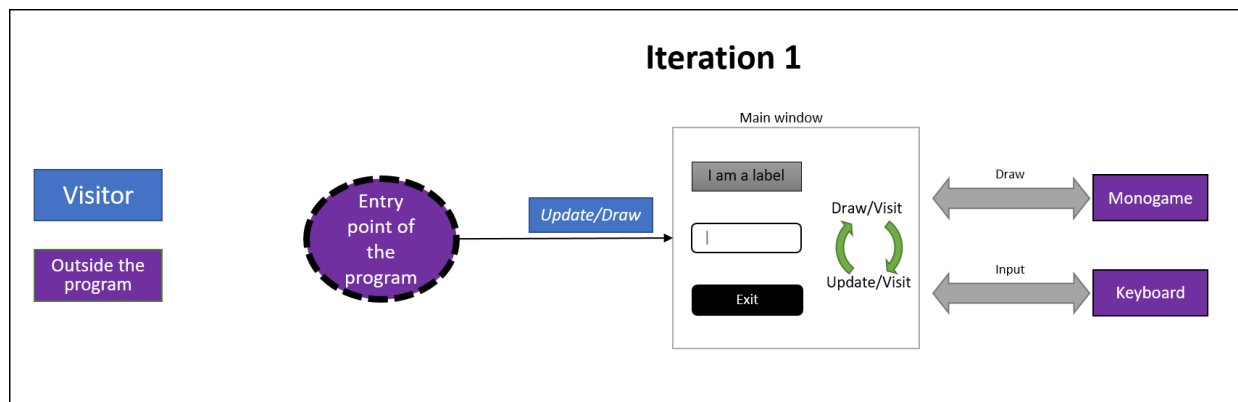 Iteration 1
Visitor
Outside the
program
Entry
point of
the
program
Update/Draw
Main window
I am a label
Exit
Draw/Visit
Update/Visit
Draw
Monogame
Input
Keyboard